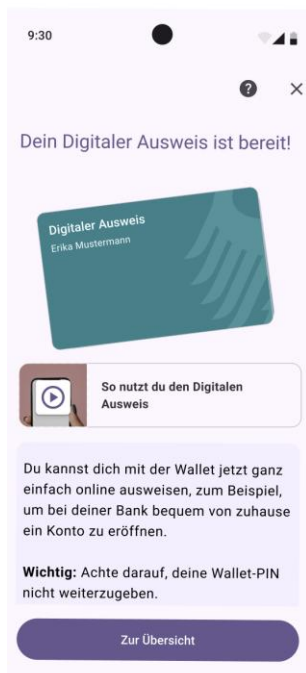 9:30
?
Dein Digitaler Ausweis ist bereit!
Digitaler Ausweis
Erika Mustermann
So nutzt du den Digitalen
Ausweis
Du kannst dich mit der Wallet jetzt ganz
einfach online ausweisen, zum Beispiel,
um bei deiner Bank bequem von zuhause
ein Konto zu eröffnen.
Wichtig: Achte darauf, deine Wallet-PIN
nicht weiterzugeben.
Zur Übersicht